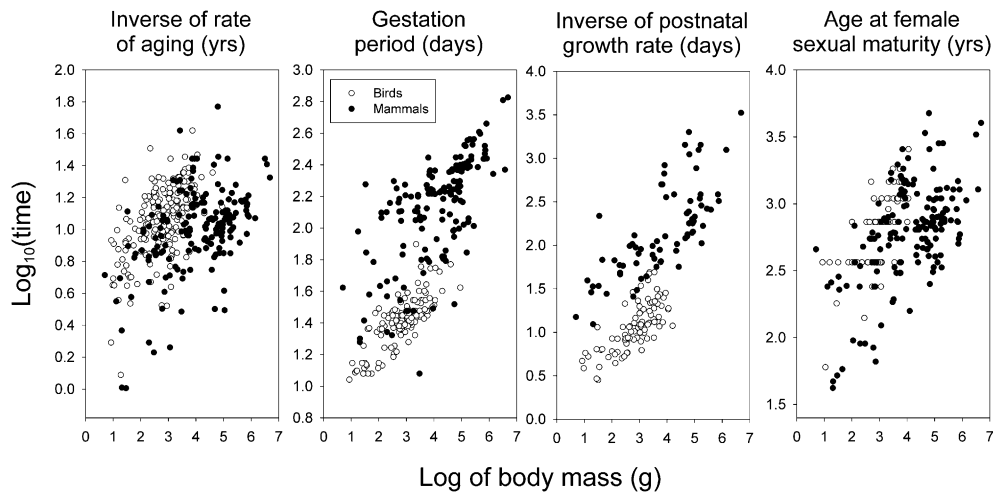 Inverse of rate
of aging (yrs)
Gestation
period (days)
Inverse of postnatal
growth rate (days)
Age at female
sexual maturity (yrs)
Log10(time)
2.0
1.8
1.6
1.4
1.2
1.0
0.8
0.6
0.4
0.2
0.0
0 1 2 3 4 5 6 7
3.0
2.8
2.6
2.4
2.2
2.0
1.8
1.6
1.4
1.2
1.0
0.8
Birds
Mammals
0 1 2 3 4 5 6 7
4.0
3.5
3.0
2.5
2.0
1.5
1.0
0.5
0.0
0 1 2 3 4 5 6 7
4.0
3.5
3.0
2.5
2.0
1.5
0 1 2 3 4 5 6 7
Log of body mass (g)